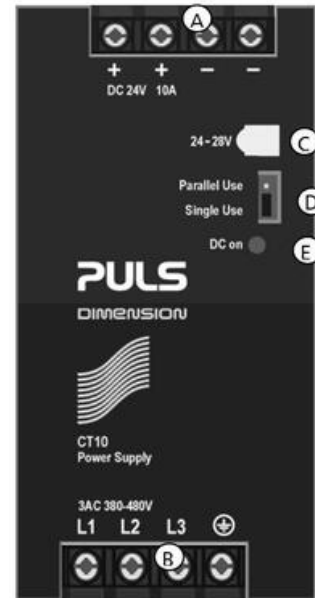 A
+ + − −
DC 24V 10A
24-28V C
Parallel Use
D
Single Use
DC on E
PULS
DIMENSION
CT10
Power Supply
3AC 380-480V
L1 L2 L3
B